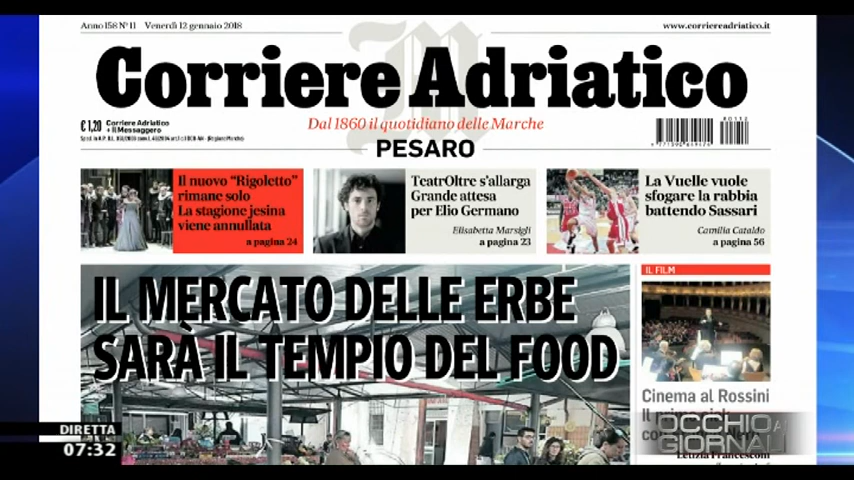 Anno 158 N° 11 Venerdì 12 gennaio 2018
www.corriereadriatico.it
Corriere Adriatico
€ 1,20 Corriere Adriatico
+ Il Messaggero
Dal 1860 il quotidiano delle Marche
PESARO
Il nuovo “Rigoletto”
rimane solo
La stagione jesina
viene annullata
a pagina 24
TeatrOltre s’allarga
Grande attesa
per Elio Germano
Elisabetta Marsigli
a pagina 23
La Vuelle vuole
sfogare la rabbia
battendo Sassari
Camilla Cataldo
a pagina 56
IL MERCATO DELLE ERBE
SARÀ IL TEMPIO DEL FOOD
IL FILM
Cinema al Rossini
Letizia Francesconi
DIRETTA
07:32
OCCHIO AI
GIORNALI